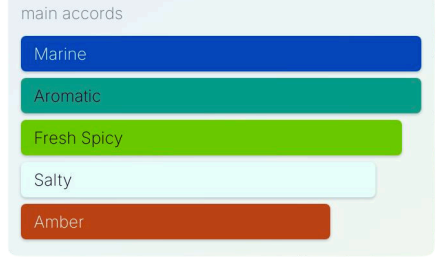 main accords
Marine
Aromatic
Fresh Spicy
Salty
Amber